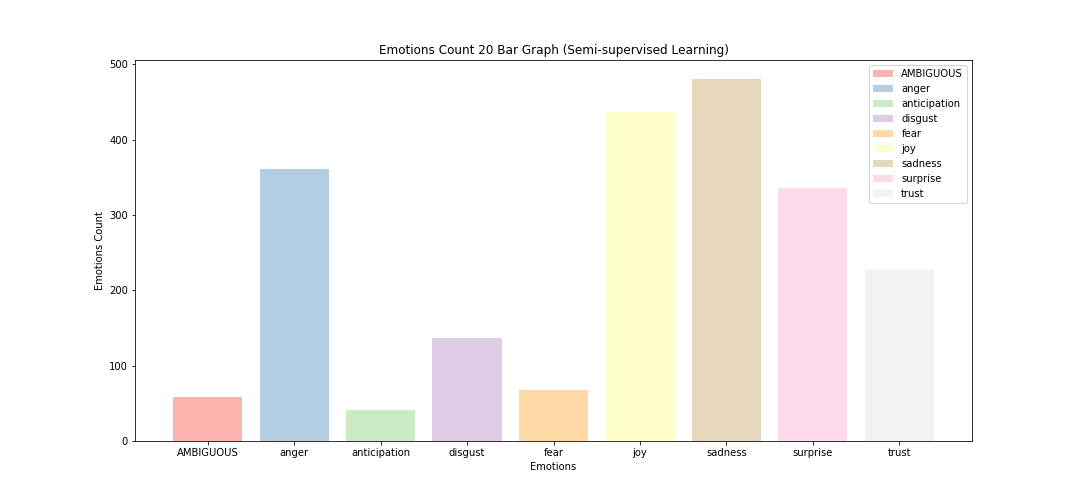 Emotions Count 20 Bar Graph (Semi-supervised Learning)
500
400
300
200
100
0
Emotions Count
AMBIGUOUS
anger
anticipation
disgust
fear
joy
sadness
surprise
trust
AMBIGUOUS anger anticipation disgust fear joy sadness surprise trust
Emotions